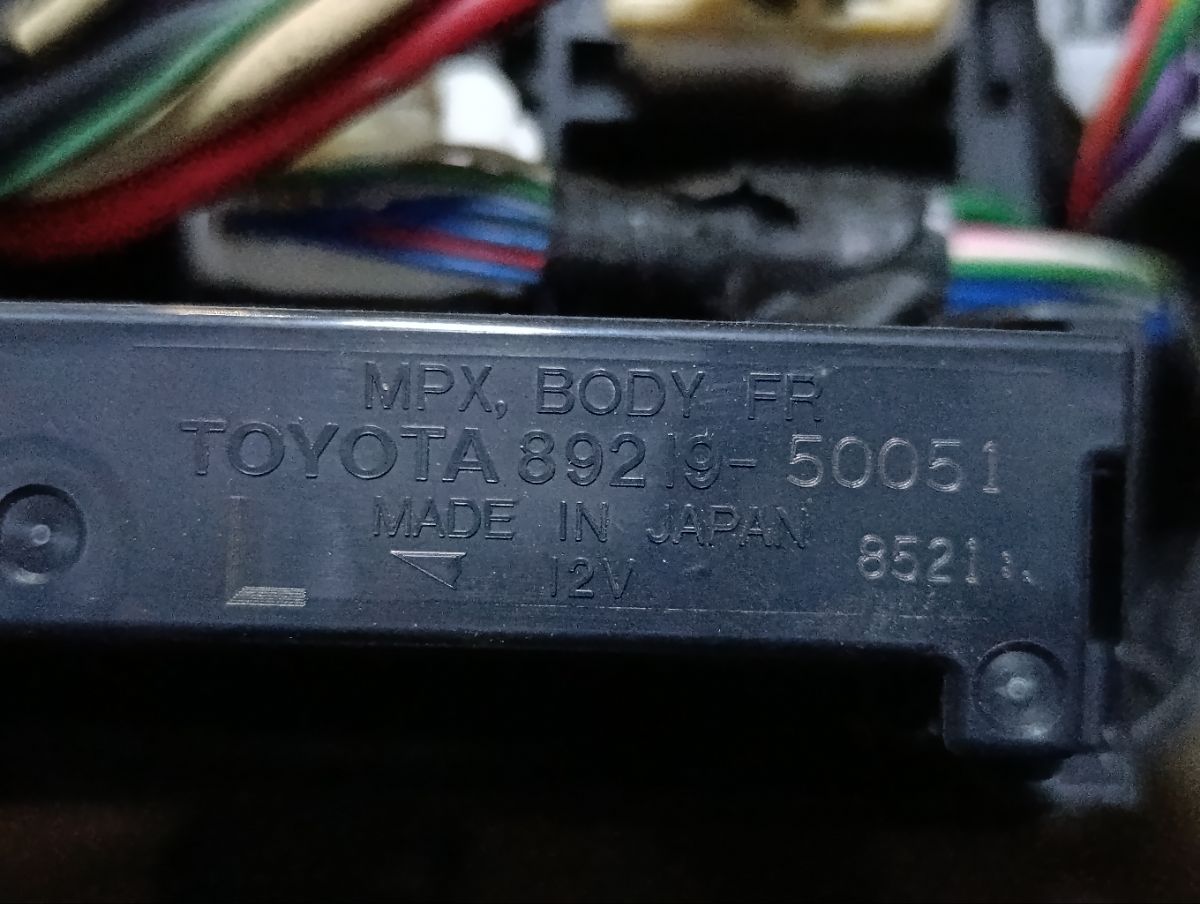 MPX, BODY FR
TOYOTA 89219-50051
MADE IN JAPAN
L
12V
8521